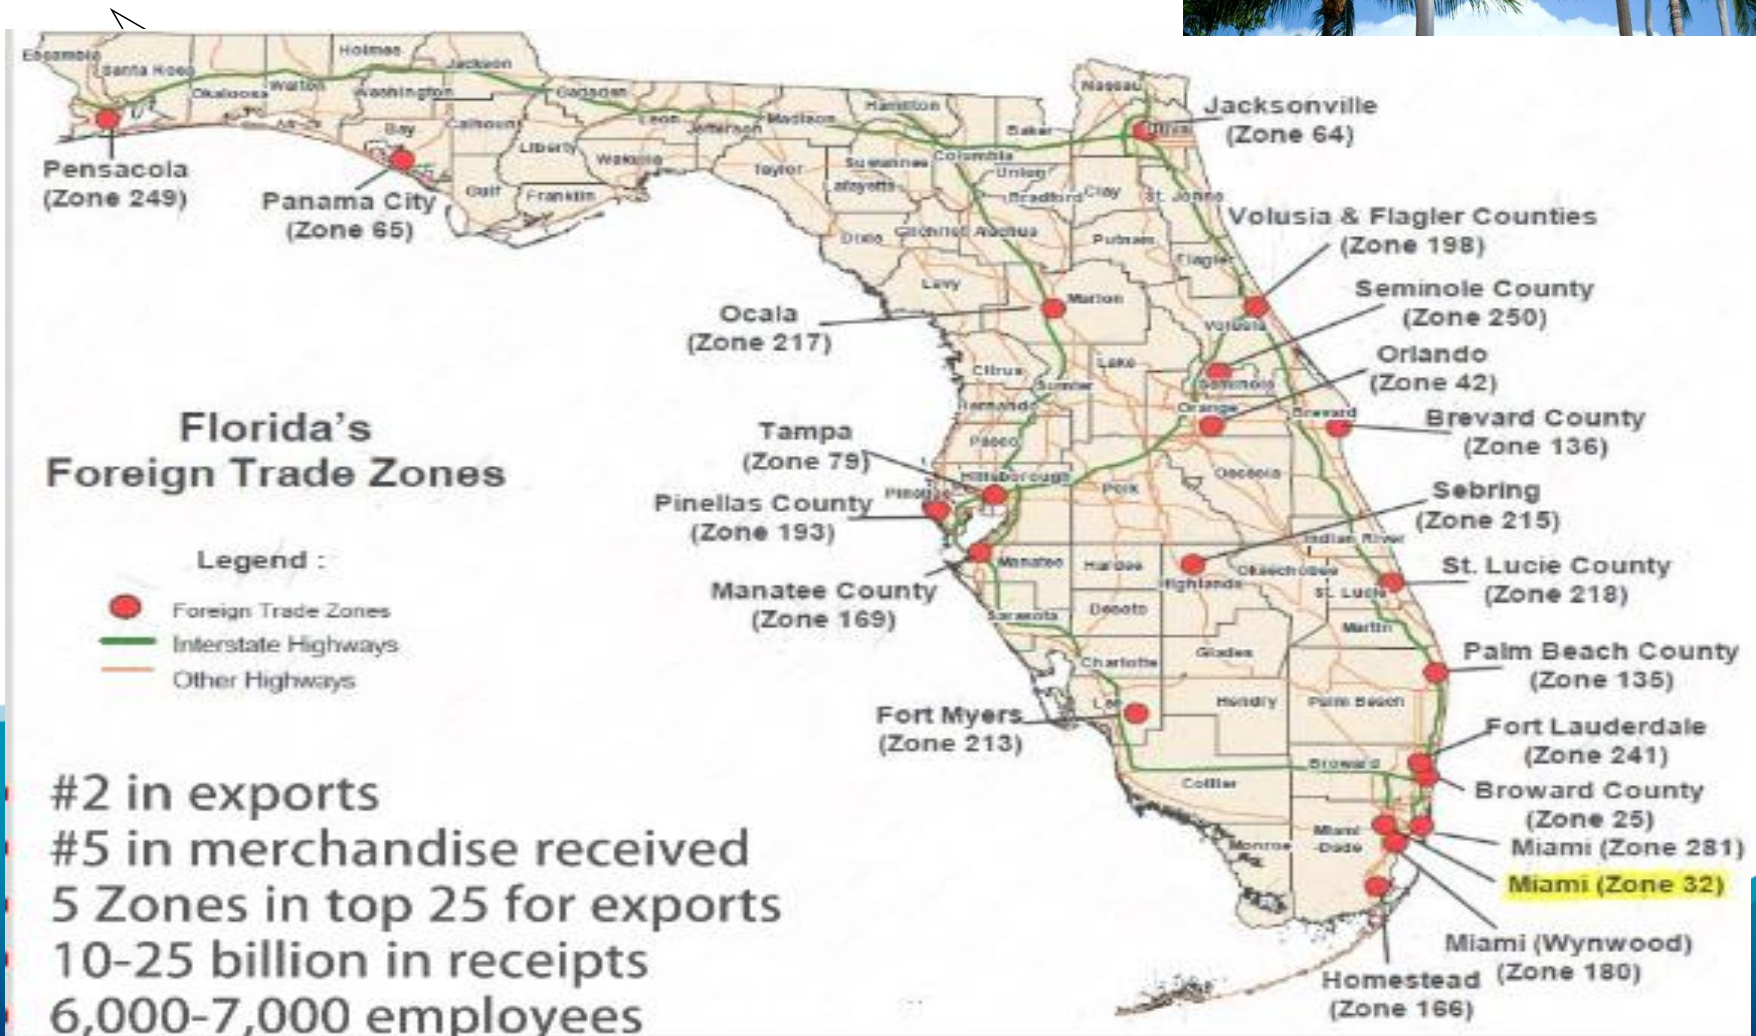 Escambia
Santa Rosa
Okaloosa
Walton
Holmes
Washington
Jackson
Bay
Calhoun
Gulf
Gadsden
Liberty
Franklin
Leon
Wakulla
Jefferson
Madison
Taylor
Hamilton
Suwannee
Lafayette
Dixie
Columbia
Gilchrist
Alachua
Levy
Baker
Union
Bradford
Nassau
Duval
Clay
St. Johns
Putnam
Flagler
Marion
Volusia
Citrus
Sumter
Lake
Hernando
Pasco
Seminole
Orange
Brevard
Hillsborough
Pinellas
Polk
Osceola
Indian River
Manatee
Hardee
Highlands
Okeechobee
St. Lucie
Sarasota
Desoto
Martin
Charlotte
Glades
Lee
Hendry
Palm Beach
Collier
Broward
Monroe
Miami
-Dade
Pensacola
(Zone 249)
Panama City
(Zone 65)
Jacksonville
(Zone 64)
Volusia & Flagler Counties
(Zone 198)
Seminole County
(Zone 250)
Ocala
(Zone 217)
Orlando
(Zone 42)
Brevard County
(Zone 136)
Tampa
(Zone 79)
Pinellas County
(Zone 193)
Sebring
(Zone 215)
Manatee County
(Zone 169)
St. Lucie County
(Zone 218)
Palm Beach County
(Zone 135)
Fort Myers
(Zone 213)
Fort Lauderdale
(Zone 241)
Broward County
(Zone 25)
Miami (Zone 281)
Miami (Zone 32)
Miami (Wynwood)
(Zone 180)
Homestead
(Zone 166)
Florida's
Foreign Trade Zones
Legend :
Foreign Trade Zones
Interstate Highways
Other Highways
#2 in exports
#5 in merchandise received
5 Zones in top 25 for exports
10-25 billion in receipts
6,000-7,000 employees